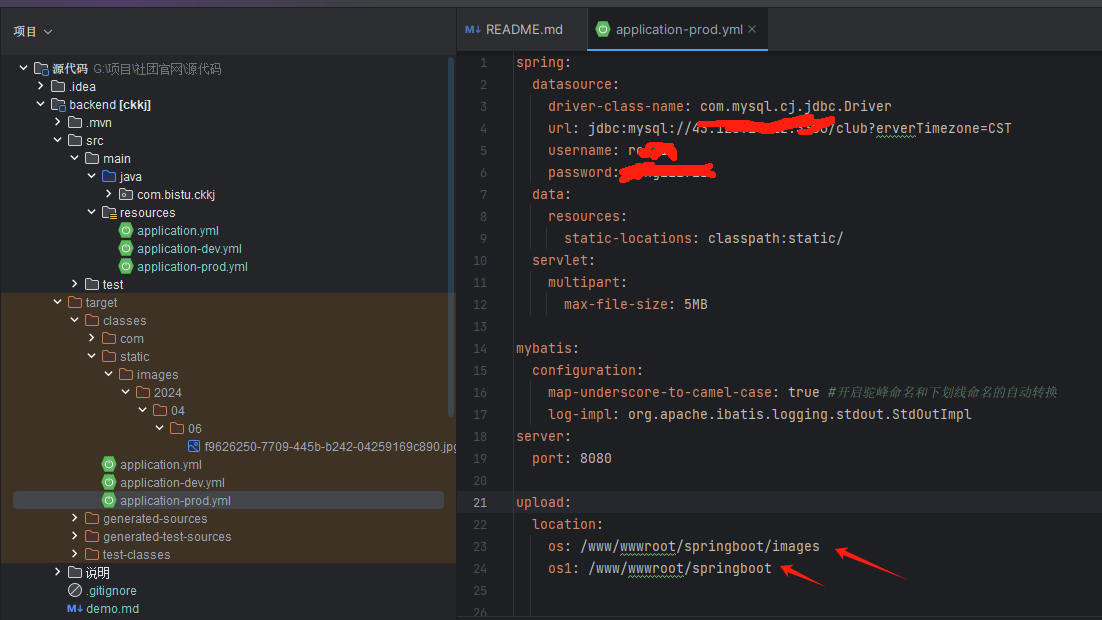 项目
源代码 G:\项目\社团官网\源代码
.idea
backend [ckkj]
.mvn
src
main
java
com.bistu.ckkj
resources
application.yml
application-dev.yml
application-prod.yml
test
target
classes
com
static
images
2024
04
06
f9626250-7709-445b-b242-04259169c890.jpg
application.yml
application-dev.yml
application-prod.yml
generated-sources
generated-test-sources
test-classes
说明
.gitignore
M↓ demo.md
M↓ README.md
application-prod.yml
1 spring:
2 datasource:
3 driver-class-name: com.mysql.cj.jdbc.Driver
4 url: jdbc:mysql:// /club?erverTimezone=CST
5 username:
6 password:
7 data:
8 resources:
9 static-locations: classpath:static/
10 servlet:
11 multipart:
12 max-file-size: 5MB
13
14 mybatis:
15 configuration:
16 map-underscore-to-camel-case: true #开启驼峰命名和下划线命名的自动转换
17 log-impl: org.apache.ibatis.logging.stdout.StdOutImpl
18 server:
19 port: 8080
20
21 upload:
22 location:
23 os: /www/wwwroot/springboot/images
24 os1: /www/wwwroot/springboot
25
26